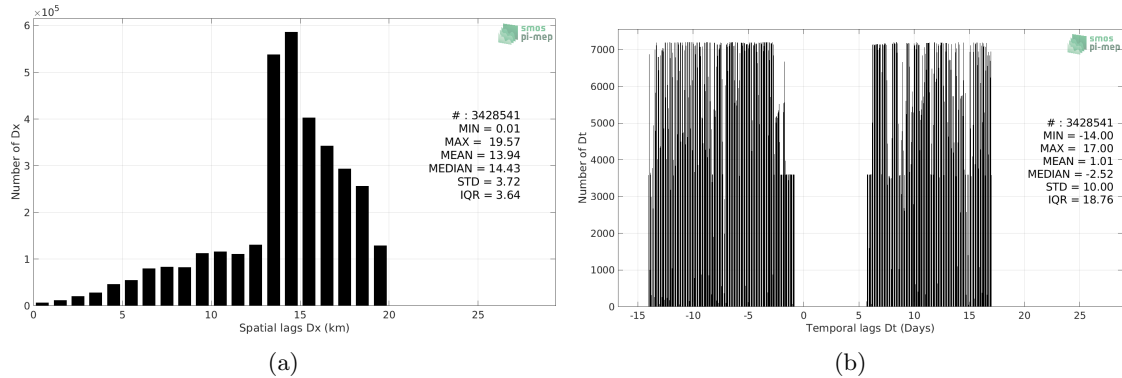 ×10^5
6
5
4
3
2
1
0
Number of Dx
0 5 10 15 20 25
Spatial lags Dx (km)
smos
pi-mep
# : 3428541
MIN = 0.01
MAX = 19.57
MEAN = 13.94
MEDIAN = 14.43
STD = 3.72
IQR = 3.64
(a)
7000
6000
5000
4000
3000
2000
1000
0
Number of Dt
-15 -10 -5 0 5 10 15 20 25
Temporal lags Dt (Days)
smos
pi-mep
# : 3428541
MIN = -14.00
MAX = 17.00
MEAN = 1.01
MEDIAN = -2.52
STD = 10.00
IQR = 18.76
(b)